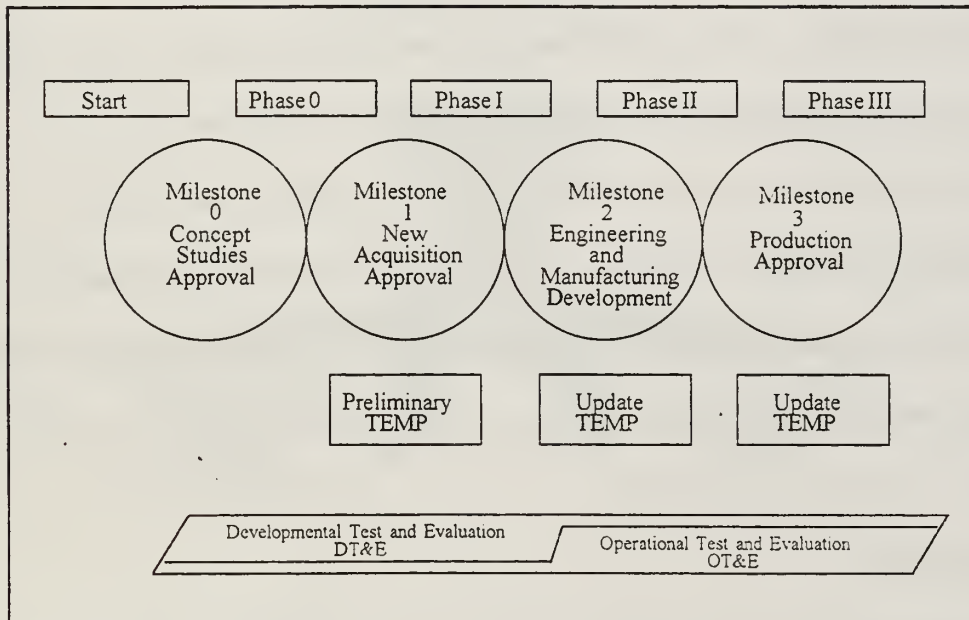 Start
Phase 0
Phase I
Phase II
Phase III
Milestone
0
Concept
Studies
Approval
Milestone
1
New
Acquisition
Approval
Milestone
2
Engineering
and
Manufacturing
Development
Milestone
3
Production
Approval
Preliminary
TEMP
Update
TEMP
Update
TEMP
Developmental Test and Evaluation
DT&E
Operational Test and Evaluation
OT&E